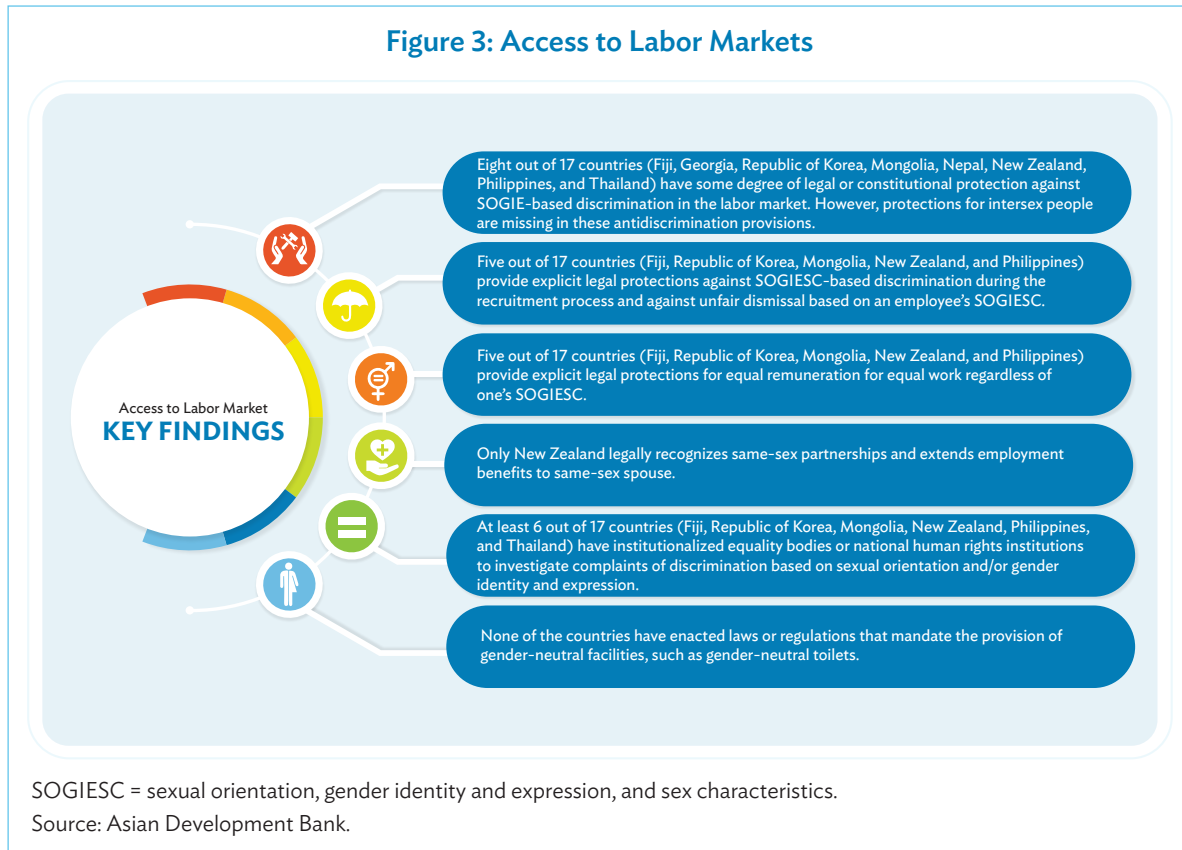 Figure 3: Access to Labor Markets
Eight out of 17 countries (Fiji, Georgia, Republic of Korea, Mongolia, Nepal, New Zealand,
Philippines, and Thailand) have some degree of legal or constitutional protection against
SOGIE-based discrimination in the labor market. However, protections for intersex people
are missing in these antidiscrimination provisions.
Five out of 17 countries (Fiji, Republic of Korea, Mongolia, New Zealand, and Philippines)
provide explicit legal protections against SOGIESC-based discrimination during the
recruitment process and against unfair dismissal based on an employee's SOGIESC.
Five out of 17 countries (Fiji, Republic of Korea, Mongolia, New Zealand, and Philippines)
provide explicit legal protections for equal remuneration for equal work regardless of
one's SOGIESC.
Access to Labor Market
KEY FINDINGS
Only New Zealand legally recognizes same-sex partnerships and extends employment
benefits to same-sex spouse.
At least 6 out of 17 countries (Fiji, Republic of Korea, Mongolia, New Zealand, Philippines,
and Thailand) have institutionalized equality bodies or national human rights institutions
to investigate complaints of discrimination based on sexual orientation and/or gender
identity and expression.
None of the countries have enacted laws or regulations that mandate the provision of
gender-neutral facilities, such as gender-neutral toilets.
SOGIESC = sexual orientation, gender identity and expression, and sex characteristics.
Source: Asian Development Bank.